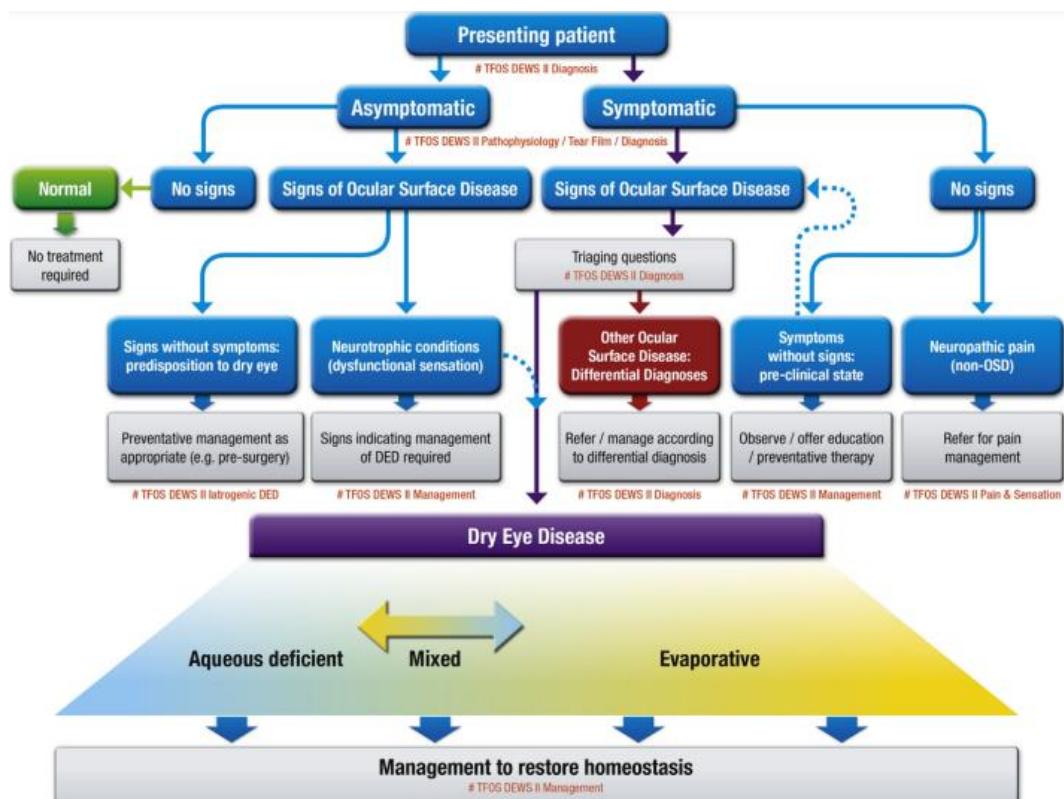 Presenting patient
# TFOS DEWS II Diagnosis
Asymptomatic
Symptomatic
# TFOS DEWS II Pathophysiology / Tear Film / Diagnosis
Normal
No signs
Signs of Ocular Surface Disease
Signs of Ocular Surface Disease
No signs
No treatment
required
Triaging questions
# TFOS DEWS II Diagnosis
Signs without symptoms:
predisposition to dry eye
Neurotrophic conditions
(dysfunctional sensation)
Other Ocular
Surface Disease:
Differential Diagnoses
Symptoms
without signs:
pre-clinical state
Neuropathic pain
(non-OSD)
Preventative management as
appropriate (e.g. pre-surgery)
# TFOS DEWS II Iatrogenic DED
Signs indicating management
of DED required
# TFOS DEWS II Management
Refer / manage according
to differential diagnosis
# TFOS DEWS II Diagnosis
Observe / offer education
/ preventative therapy
# TFOS DEWS II Management
Refer for pain
management
# TFOS DEWS II Pain & Sensation
Dry Eye Disease
Aqueous deficient
Mixed
Evaporative
Management to restore homeostasis
# TFOS DEWS II Management